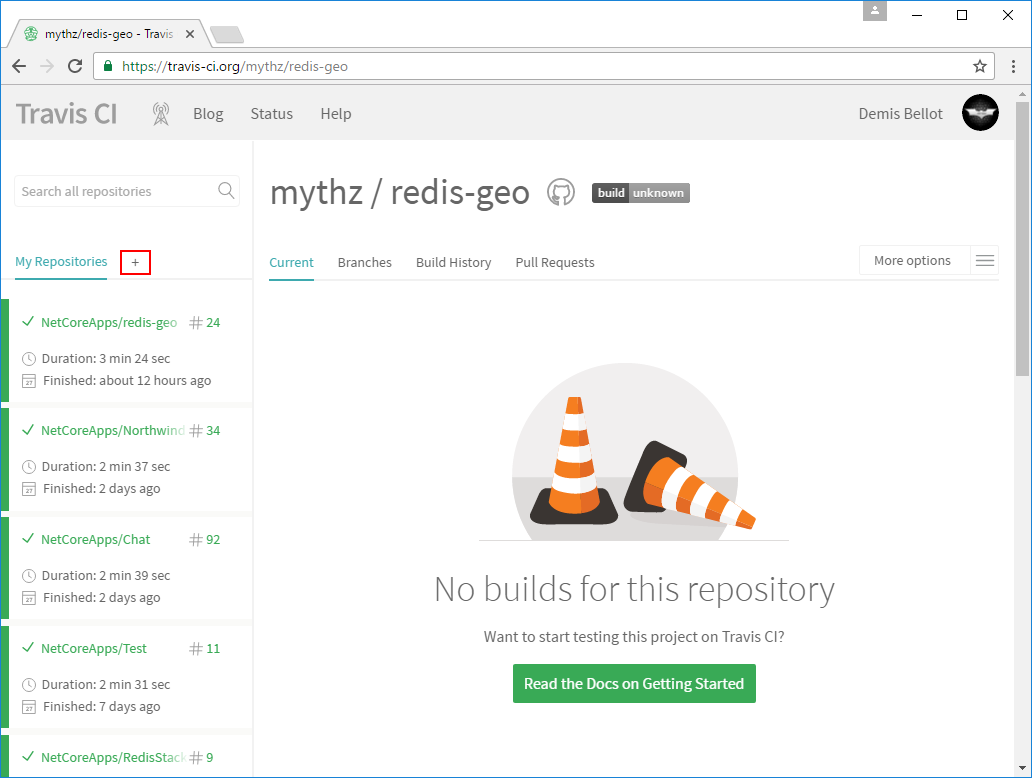 mythz/redis-geo - Travis
https://travis-ci.org/mythz/redis-geo
Travis CI Blog Status Help Demis Bellot
Search all repositories
My Repositories +
NetCoreApps/redis-geo # 24
Duration: 3 min 24 sec
27 Finished: about 12 hours ago
NetCoreApps/Northwind # 34
Duration: 2 min 37 sec
27 Finished: 2 days ago
NetCoreApps/Chat # 92
Duration: 2 min 39 sec
27 Finished: 2 days ago
NetCoreApps/Test # 11
Duration: 2 min 31 sec
27 Finished: 7 days ago
NetCoreApps/RedisStack # 9
mythz / redis-geo build unknown
Current Branches Build History Pull Requests More options
No builds for this repository
Want to start testing this project on Travis CI?
Read the Docs on Getting Started